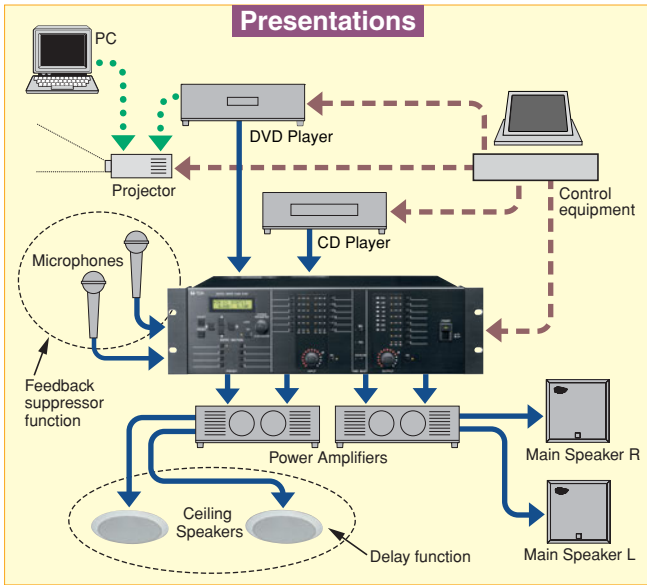 Presentations
PC
DVD Player
Projector
Control
equipment
CD Player
Microphones
Feedback
suppressor
function
Power Amplifiers
Main Speaker R
Ceiling
Speakers
Delay function
Main Speaker L